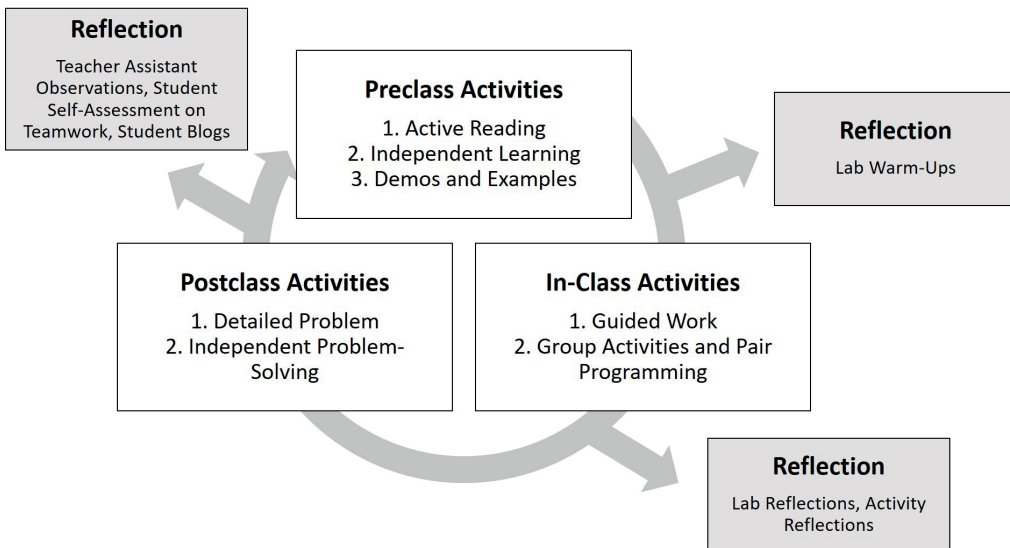 Reflection
Teacher Assistant
Observations, Student
Self-Assessment on
Teamwork, Student Blogs
Preclass Activities
1. Active Reading
2. Independent Learning
3. Demos and Examples
Reflection
Lab Warm-Ups
Postclass Activities
1. Detailed Problem
2. Independent Problem-
Solving
In-Class Activities
1. Guided Work
2. Group Activities and Pair
Programming
Reflection
Lab Reflections, Activity
Reflections